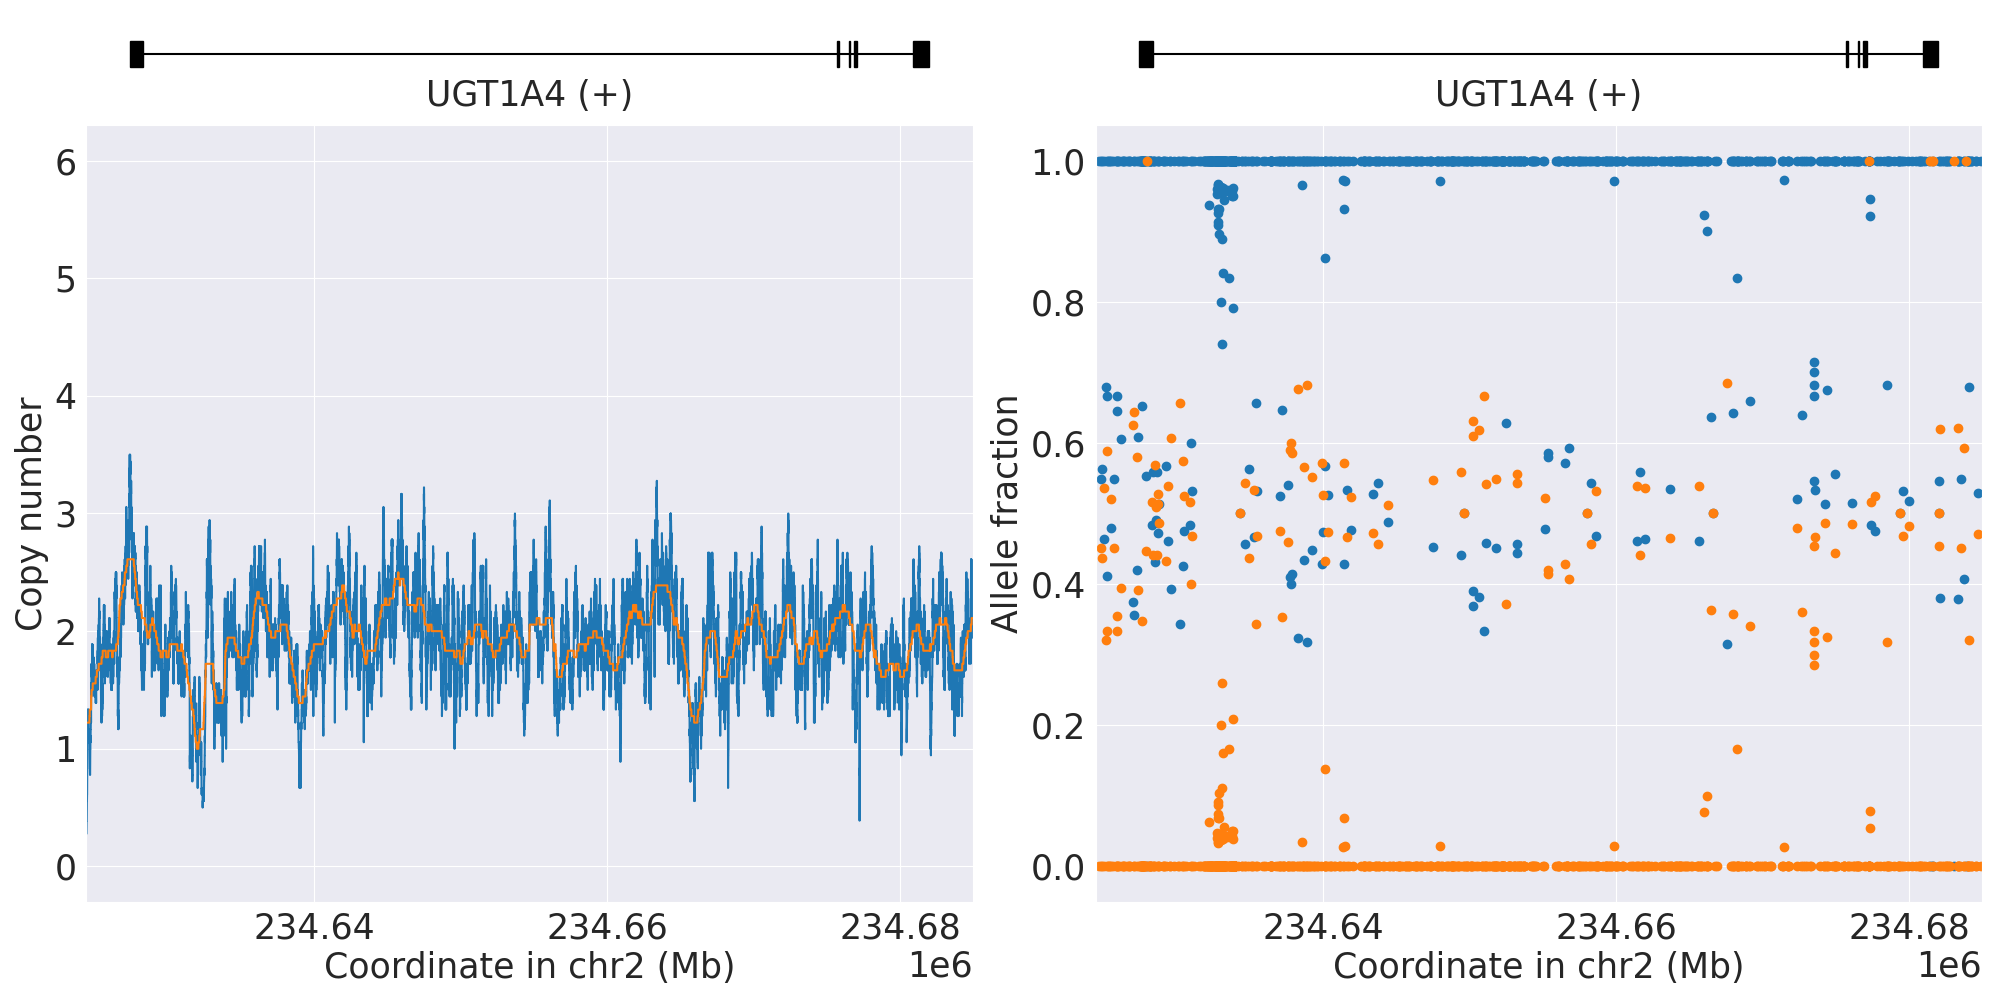 UGT1A4 (+)
6
5
4
3
2
1
0
Copy number
234.64
234.66
234.68
Coordinate in chr2 (Mb)
1e6
UGT1A4 (+)
1.0
0.8
0.6
0.4
0.2
0.0
Allele fraction
234.64
234.66
234.68
Coordinate in chr2 (Mb)
1e6